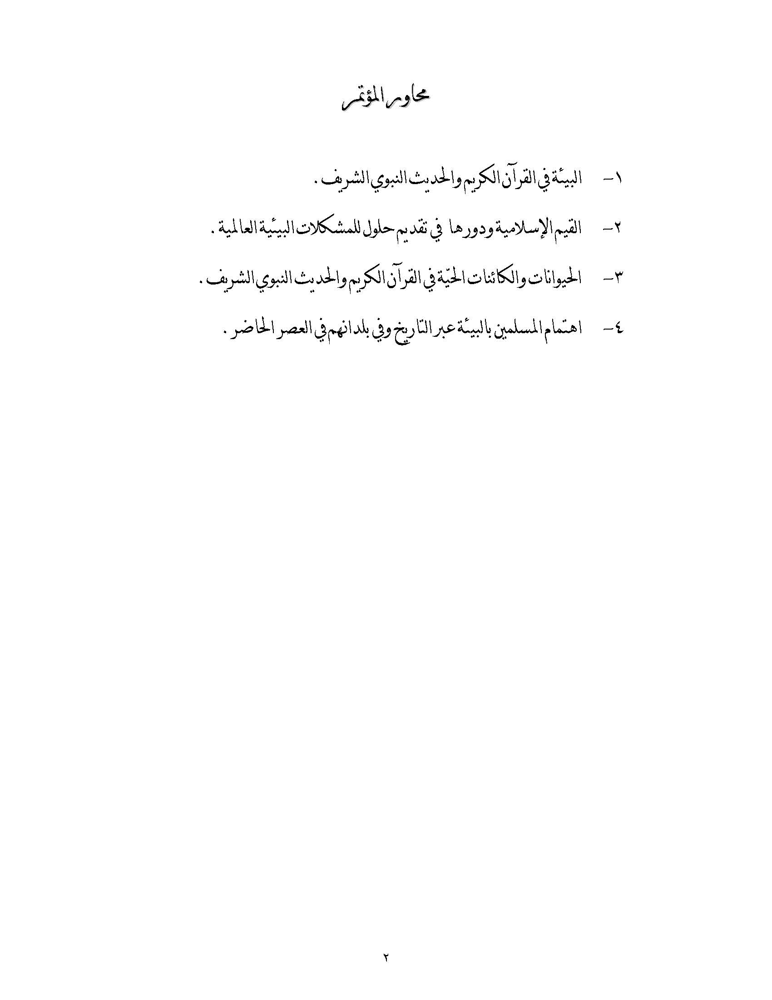 محاور المؤتمر
١- البيئة في القرآن الكريم والحديث النبوي الشريف .
٢- القيم الإسلامية ودورها في تقديم حلول للمشكلات البيئية العالمية .
٣- الحيوانات والكائنات الحيّة في القرآن الكريم والحديث النبوي الشريف .
٤- اهتمام المسلمين بالبيئة عبر التاريخ وفي بلدانهم في العصر الحاضر .
٢